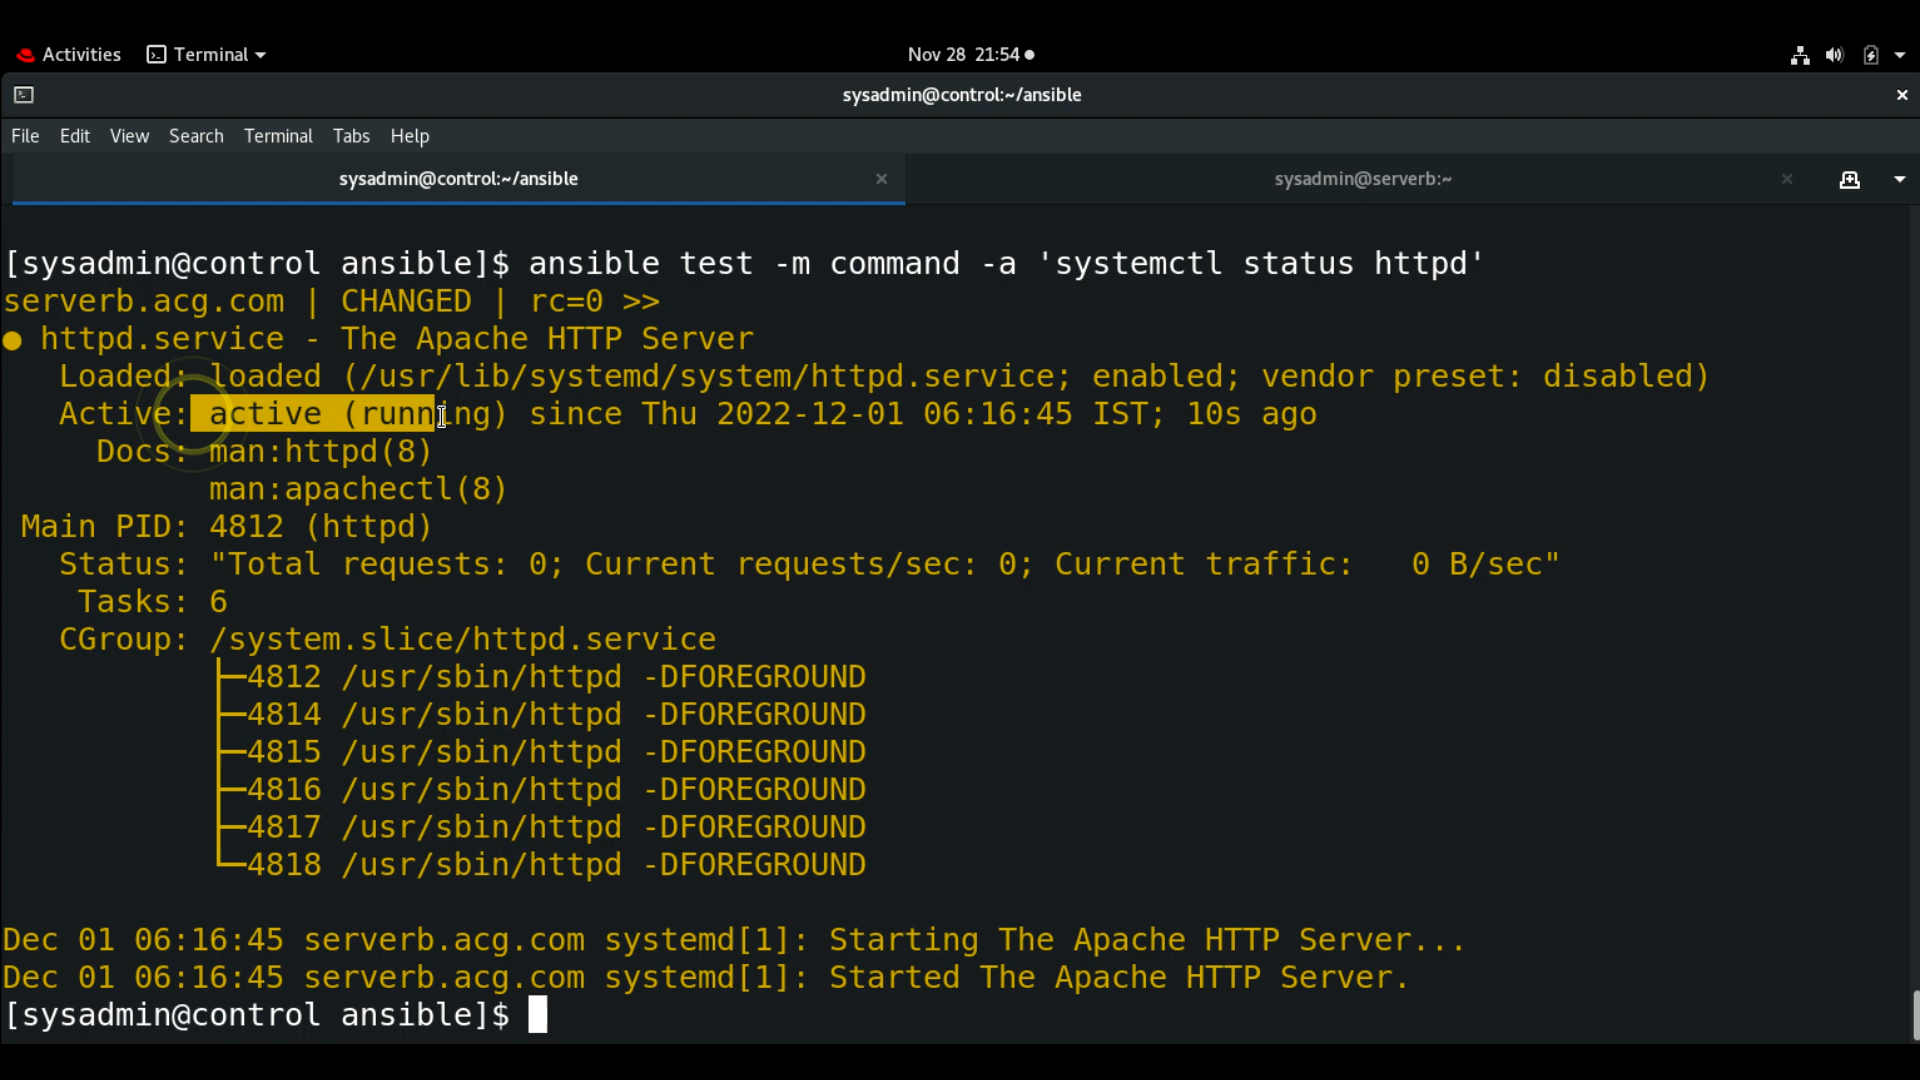 Activities Terminal Nov 28 21:54
sysadmin@control:~/ansible
File Edit View Search Terminal Tabs Help
sysadmin@control:~/ansible sysadmin@serverb:~
[sysadmin@control ansible]$ ansible test -m command -a 'systemctl status httpd'
serverb.acg.com | CHANGED | rc=0 >>
● httpd.service - The Apache HTTP Server
   Loaded: loaded (/usr/lib/systemd/system/httpd.service; enabled; vendor preset: disabled)
   Active: active (running) since Thu 2022-12-01 06:16:45 IST; 10s ago
     Docs: man:httpd(8)
           man:apachectl(8)
 Main PID: 4812 (httpd)
   Status: "Total requests: 0; Current requests/sec: 0; Current traffic:   0 B/sec"
    Tasks: 6
   CGroup: /system.slice/httpd.service
           ├─4812 /usr/sbin/httpd -DFOREGROUND
           ├─4814 /usr/sbin/httpd -DFOREGROUND
           ├─4815 /usr/sbin/httpd -DFOREGROUND
           ├─4816 /usr/sbin/httpd -DFOREGROUND
           ├─4817 /usr/sbin/httpd -DFOREGROUND
           └─4818 /usr/sbin/httpd -DFOREGROUND
Dec 01 06:16:45 serverb.acg.com systemd[1]: Starting The Apache HTTP Server...
Dec 01 06:16:45 serverb.acg.com systemd[1]: Started The Apache HTTP Server.
[sysadmin@control ansible]$